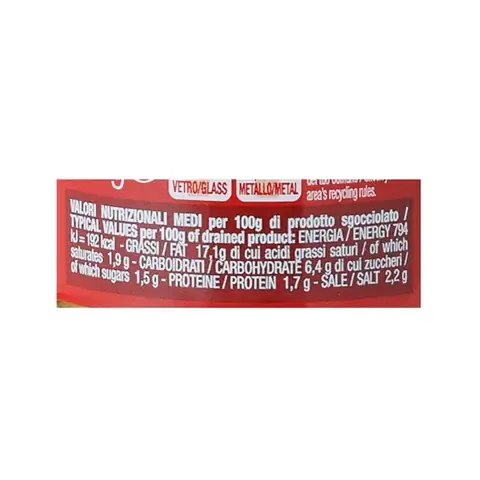 VETRO/GLASS METALLO/METAL
area's recycling rules.
VALORI NUTRIZIONALI MEDI per 100g di prodotto sgocciolato /
TYPICAL VALUES per 100g of drained product: ENERGIA / ENERGY 794
kJ = 192 kcal - GRASSI / FAT 17,1g di cui acidi grassi saturi / of which
saturates 1,9 g - CARBOIDRATI / CARBOHYDRATE 6,4 g di cui zuccheri /
of which sugars 1,5 g - PROTEINE / PROTEIN 1,7 g - SALE / SALT 2,2 g